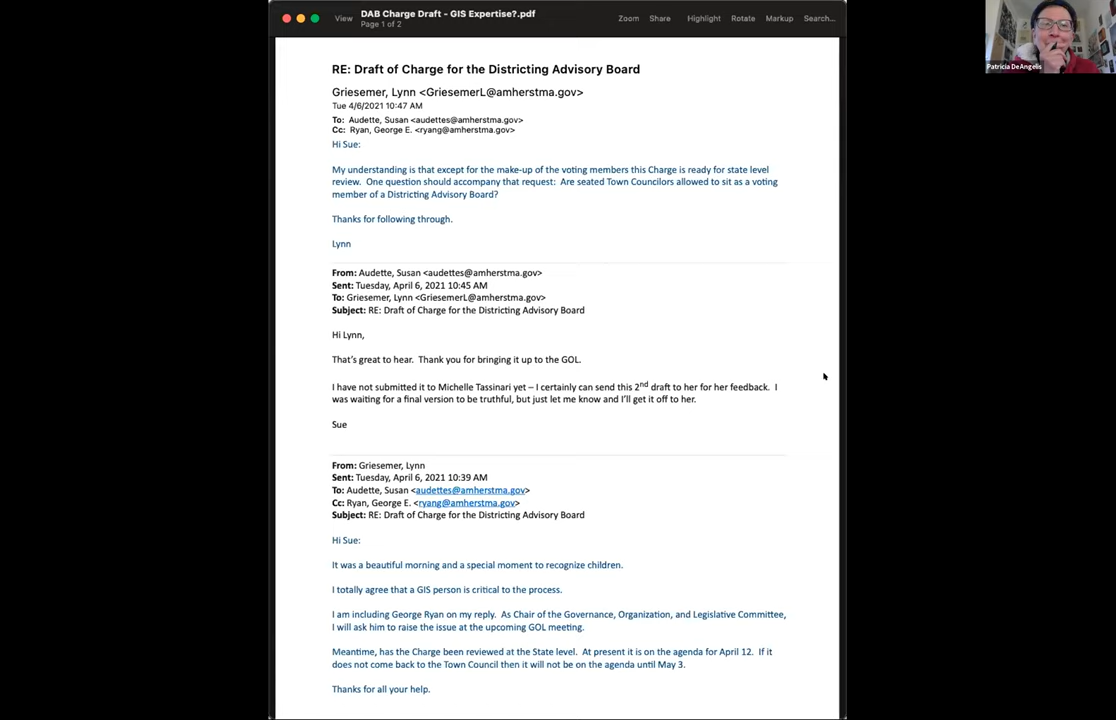 DAB Charge Draft - GIS Expertise?.pdf
Page 1 of 2
View
Zoom Share Highlight Rotate Markup Search...
Patricia DeAngelis
RE: Draft of Charge for the Districting Advisory Board
Griesemer, Lynn <GriesemerL@amherstma.gov>
Tue 4/6/2021 10:47 AM
To: Audette, Susan <audettes@amherstma.gov>
Cc: Ryan, George E. <ryang@amherstma.gov>
Hi Sue:
My understanding is that except for the make-up of the voting members this Charge is ready for state level
review. One question should accompany that request: Are seated Town Councilors allowed to sit as a voting
member of a Districting Advisory Board?
Thanks for following through.
Lynn
From: Audette, Susan <audettes@amherstma.gov>
Sent: Tuesday, April 6, 2021 10:45 AM
To: Griesemer, Lynn <GriesemerL@amherstma.gov>
Subject: RE: Draft of Charge for the Districting Advisory Board
Hi Lynn,
That's great to hear. Thank you for bringing it up to the GOL.
I have not submitted it to Michelle Tassinari yet – I certainly can send this 2nd draft to her for her feedback. I
was waiting for a final version to be truthful, but just let me know and I'll get it off to her.
Sue
From: Griesemer, Lynn
Sent: Tuesday, April 6, 2021 10:39 AM
To: Audette, Susan <audettes@amherstma.gov>
Cc: Ryan, George E. <ryang@amherstma.gov>
Subject: RE: Draft of Charge for the Districting Advisory Board
Hi Sue:
It was a beautiful morning and a special moment to recognize children.
I totally agree that a GIS person is critical to the process.
I am including George Ryan on my reply. As Chair of the Governance, Organization, and Legislative Committee,
I will ask him to raise the issue at the upcoming GOL meeting.
Meantime, has the Charge been reviewed at the State level. At present it is on the agenda for April 12. If it
does not come back to the Town Council then it will not be on the agenda until May 3.
Thanks for all your help.